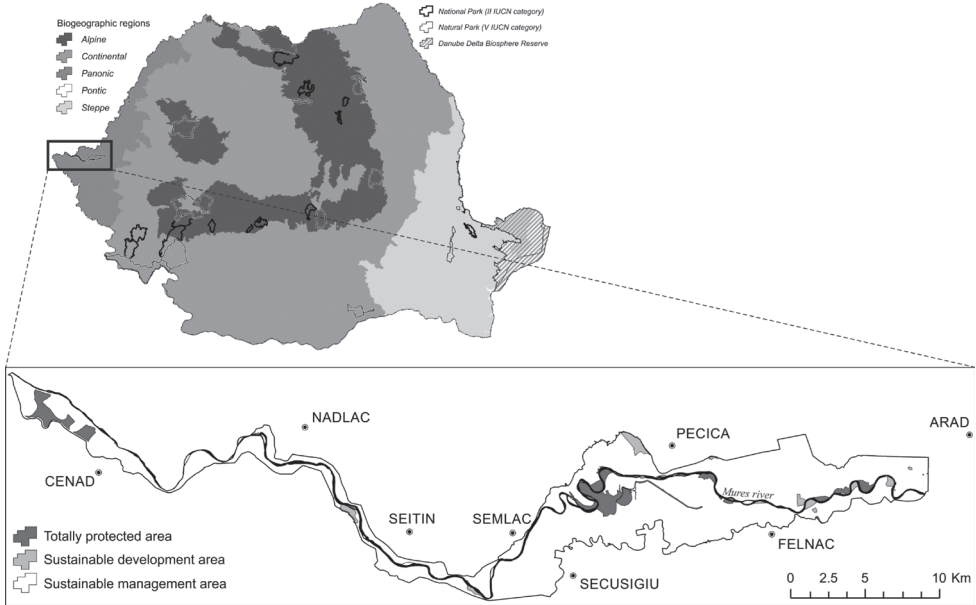 Biogeographic regions
Alpine
Continental
Panonic
Pontic
Steppe
National Park (II IUCN category)
Natural Park (V IUCN category)
Danube Delta Biosphere Reserve
NADLAC
CENAD
SEITIN
SEMLAC
SECUSIGIU
PECICA
ARAD
Mures river
FELNAC
Totally protected area
Sustainable development area
Sustainable management area
0 2.5 5 10 Km